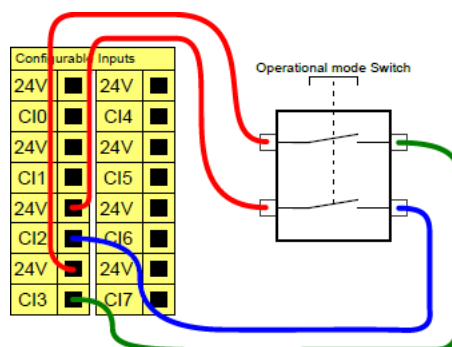 Configurable Inputs
24V 24V
CI0 CI4
24V 24V
CI1 CI5
24V 24V
CI2 CI6
24V 24V
CI3 CI7
Operational mode Switch